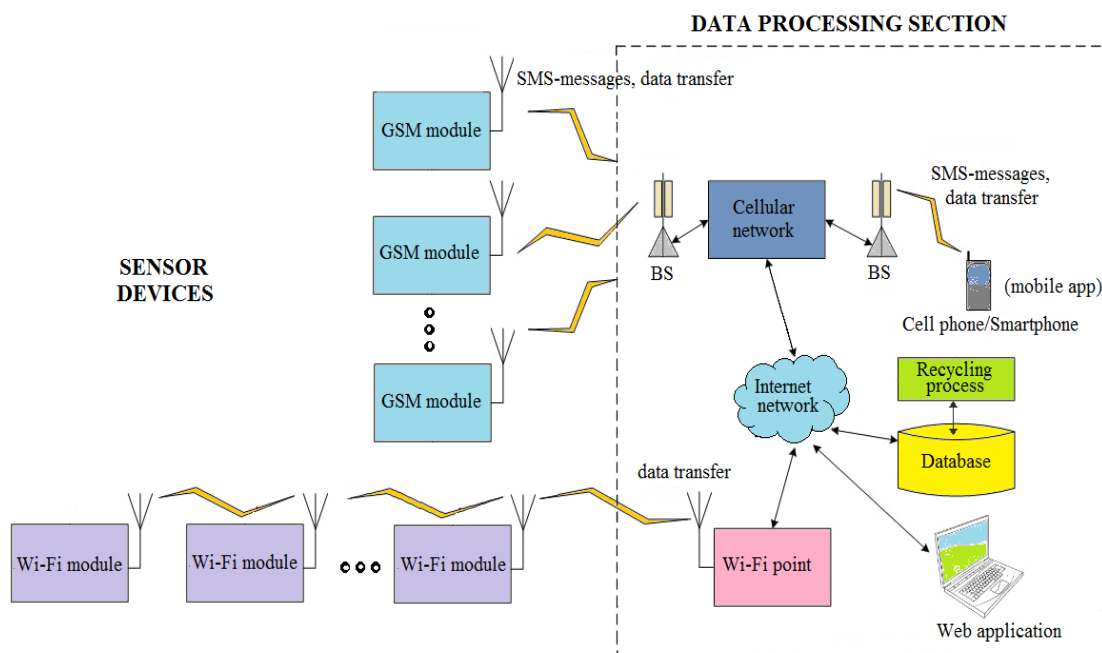 DATA PROCESSING SECTION
SMS-messages, data transfer
GSM module
SMS-messages,
data transfer
Cellular
network
GSM module
BS
BS
SENSOR
DEVICES
(mobile app)
Cell phone/Smartphone
GSM module
Internet
network
Recycling
process
Database
data transfer
Wi-Fi module
Wi-Fi module
Wi-Fi module
Wi-Fi point
Web application